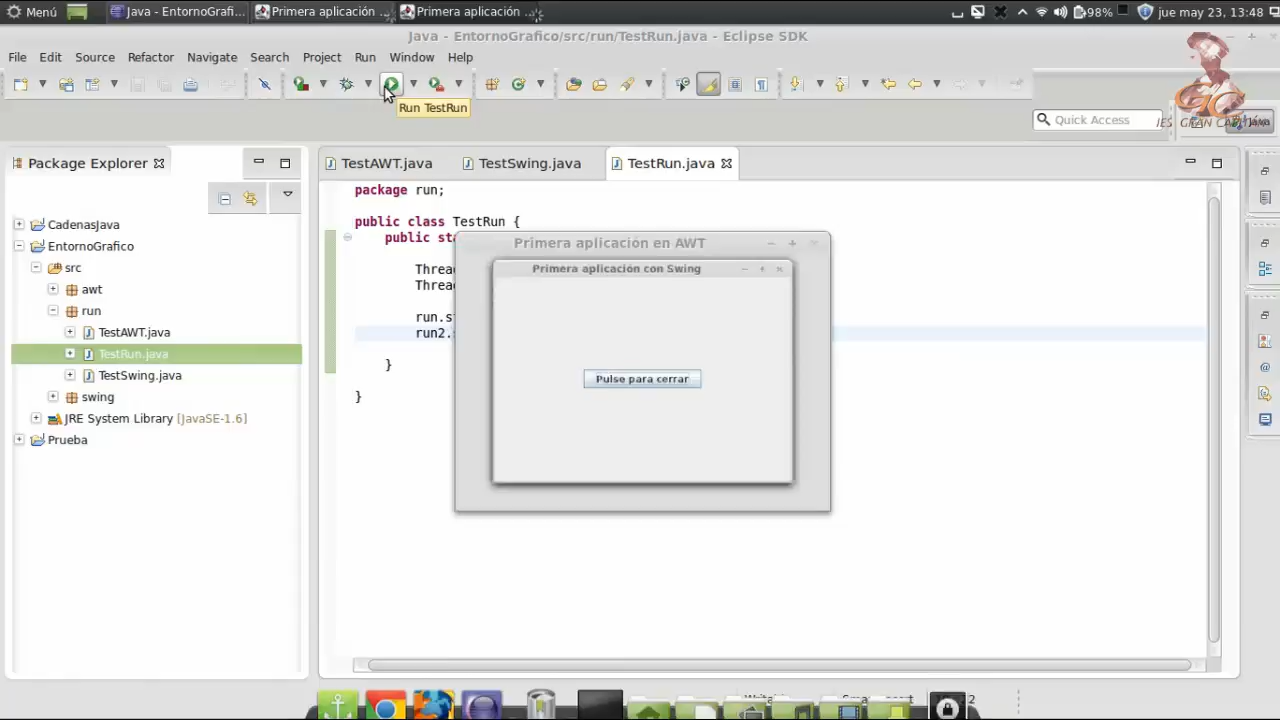 Menú
Java - EntornoGrafi...
Primera aplicación ...
Primera aplicación ...
98%
jue may 23, 13:48
Java - EntornoGrafico/src/run/TestRun.java - Eclipse SDK
File Edit Source Refactor Navigate Search Project Run Window Help
Run TestRun
Quick Access
IES GRAN CAPITÁN
Java
Package Explorer
TestAWT.java
TestSwing.java
TestRun.java
CadenasJava
EntornoGrafico
src
awt
run
TestAWT.java
TestRun.java
TestSwing.java
swing
JRE System Library [JavaSE-1.6]
Prueba
package run;
public class TestRun {
public sta
Threa
Threa
run.s
run2.
}
}
Primera aplicación en AWT
Primera aplicación con Swing
Pulse para cerrar